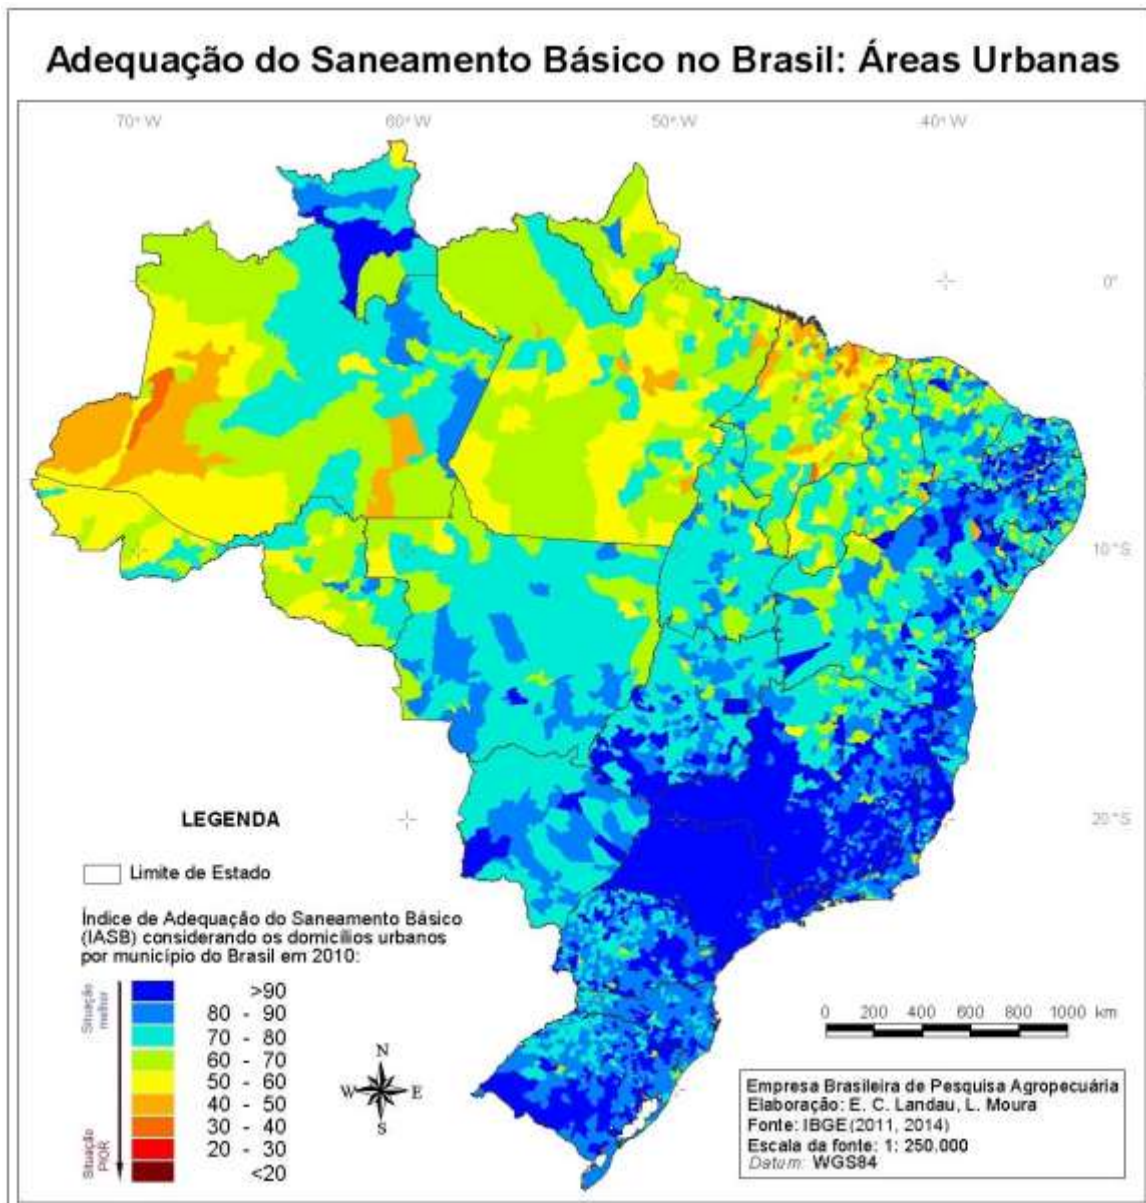 Adequação do Saneamento Básico no Brasil: Áreas Urbanas
70° W 60° W 50° W 40° W
0°
10°S
20°S
LEGENDA
Limite de Estado
Índice de Adequação do Saneamento Básico
(IASB) considerando os domicílios urbanos
por município do Brasil em 2010:
Situação melhor
>90
80 - 90
70 - 80
60 - 70
50 - 60
40 - 50
30 - 40
20 - 30
<20
Situação PIOR
N
W E
S
0 200 400 600 800 1000 km
Empresa Brasileira de Pesquisa Agropecuária
Elaboração: E. C. Landau, L. Moura
Fonte: IBGE (2011, 2014)
Escala da fonte: 1: 250.000
Datum: WGS84